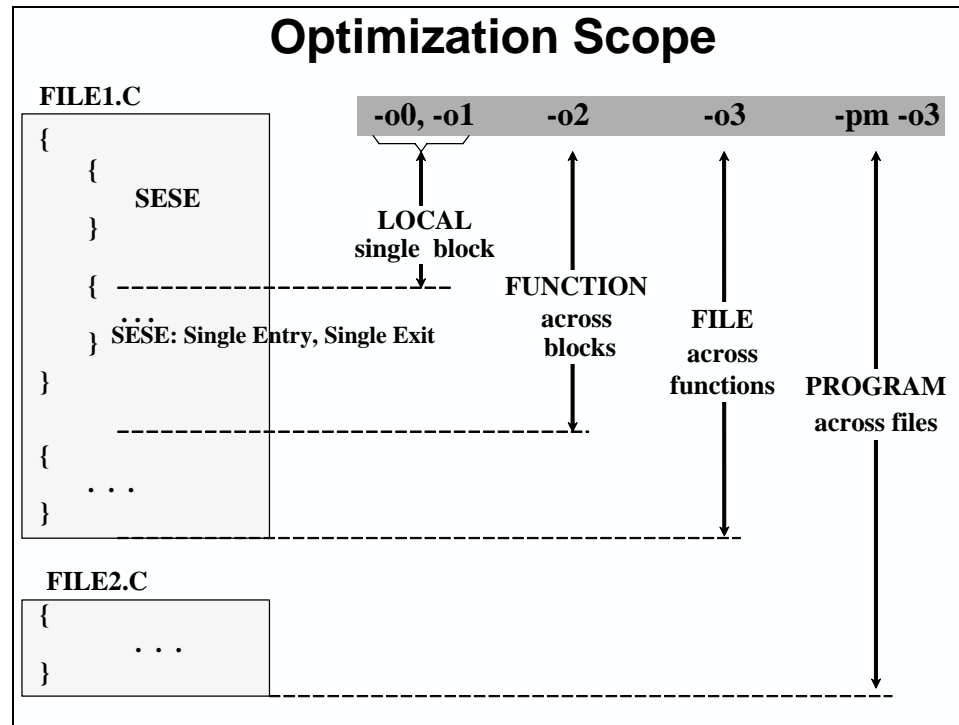 Optimization Scope
FILE1.C
-o0, -o1 -o2 -o3 -pm -o3
{
{
SESE
}
{
. . .
} SESE: Single Entry, Single Exit
}
{
. . .
}
LOCAL
single block
FUNCTION
across
blocks
FILE
across
functions
PROGRAM
across files
FILE2.C
{
. . .
}